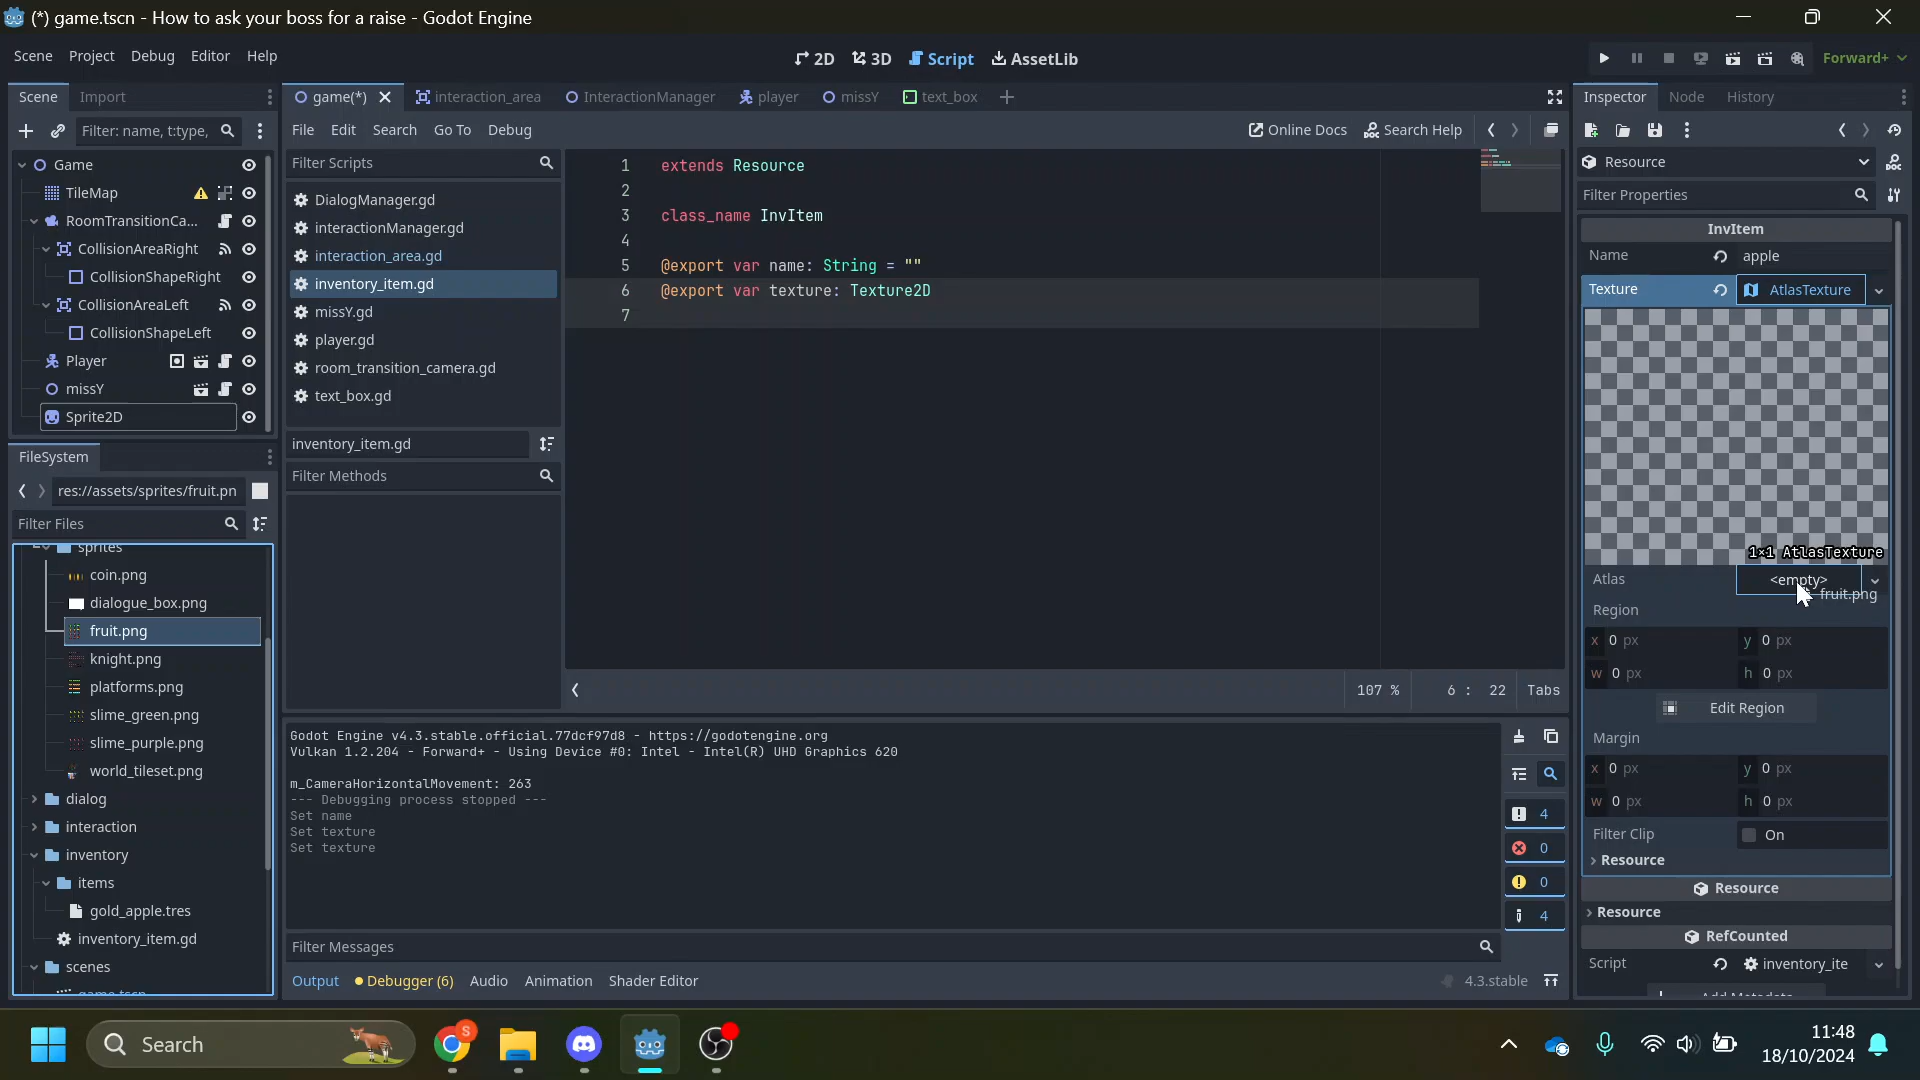 (*) game.tscn - How to ask your boss for a raise - Godot Engine
Scene Project Debug Editor Help
2D 3D Script AssetLib
Forward+
Scene Import
game(*) interaction_area InteractionManager player missY text_box
Inspector Node History
Filter: name, t:type,
File Edit Search Go To Debug
Online Docs Search Help
Game
TileMap
RoomTransitionCa...
CollisionAreaRight
CollisionShapeRight
CollisionAreaLeft
CollisionShapeLeft
Player
missY
Sprite2D
FileSystem
res://assets/sprites/fruit.pn
Filter Files
sprites
coin.png
dialogue_box.png
fruit.png
knight.png
platforms.png
slime_green.png
slime_purple.png
world_tileset.png
dialog
interaction
inventory
items
gold_apple.tres
inventory_item.gd
scenes
game.tscn
Filter Scripts
DialogManager.gd
interactionManager.gd
interaction_area.gd
inventory_item.gd
missY.gd
player.gd
room_transition_camera.gd
text_box.gd
inventory_item.gd
Filter Methods
1 extends Resource
2
3 class_name InvItem
4
5 @export var name: String = ""
6 @export var texture: Texture2D
7
107 % 6 : 22 Tabs
Godot Engine v4.3.stable.official.77dcf97d8 - https://godotengine.org
Vulkan 1.2.204 - Forward+ - Using Device #0: Intel - Intel(R) UHD Graphics 620
m_CameraHorizontalMovement: 263
--- Debugging process stopped ---
Set name
Set texture
Set texture
4
0
0
4
Filter Messages
Output Debugger (6) Audio Animation Shader Editor
4.3.stable
Resource
Filter Properties
InvItem
Name apple
Texture AtlasTexture
1×1 AtlasTexture
Atlas <empty>
fruit.png
Region
x 0 px y 0 px
w 0 px h 0 px
Edit Region
Margin
x 0 px y 0 px
w 0 px h 0 px
Filter Clip On
Resource
Resource
Resource
RefCounted
Script inventory_ite
Add Metadata
Search
S
11:48
18/10/2024